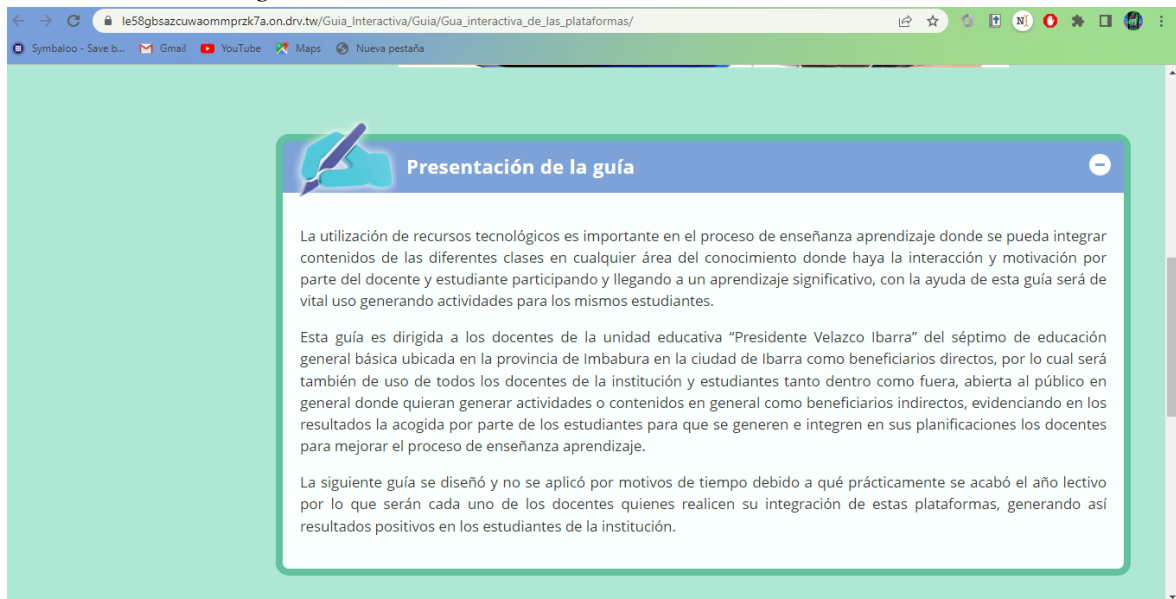 le58gbsazcuwaommprzk7a.on.drv.tw/Guia_Interactiva/Guia/Gua_interactiva_de_las_plataformas/
Symbaloo - Save b... Gmail YouTube Maps Nueva pestaña
Presentación de la guía
La utilización de recursos tecnológicos es importante en el proceso de enseñanza aprendizaje donde se pueda integrar
contenidos de las diferentes clases en cualquier área del conocimiento donde haya la interacción y motivación por
parte del docente y estudiante participando y llegando a un aprendizaje significativo, con la ayuda de esta guía será de
vital uso generando actividades para los mismos estudiantes.
Esta guía es dirigida a los docentes de la unidad educativa “Presidente Velazco Ibarra” del séptimo de educación
general básica ubicada en la provincia de Imbabura en la ciudad de Ibarra como beneficiarios directos, por lo cual será
también de uso de todos los docentes de la institución y estudiantes tanto dentro como fuera, abierta al público en
general donde quieran generar actividades o contenidos en general como beneficiarios indirectos, evidenciando en los
resultados la acogida por parte de los estudiantes para que se generen e integren en sus planificaciones los docentes
para mejorar el proceso de enseñanza aprendizaje.
La siguiente guía se diseñó y no se aplicó por motivos de tiempo debido a qué prácticamente se acabó el año lectivo
por lo que serán cada uno de los docentes quienes realicen su integración de estas plataformas, generando así
resultados positivos en los estudiantes de la institución.